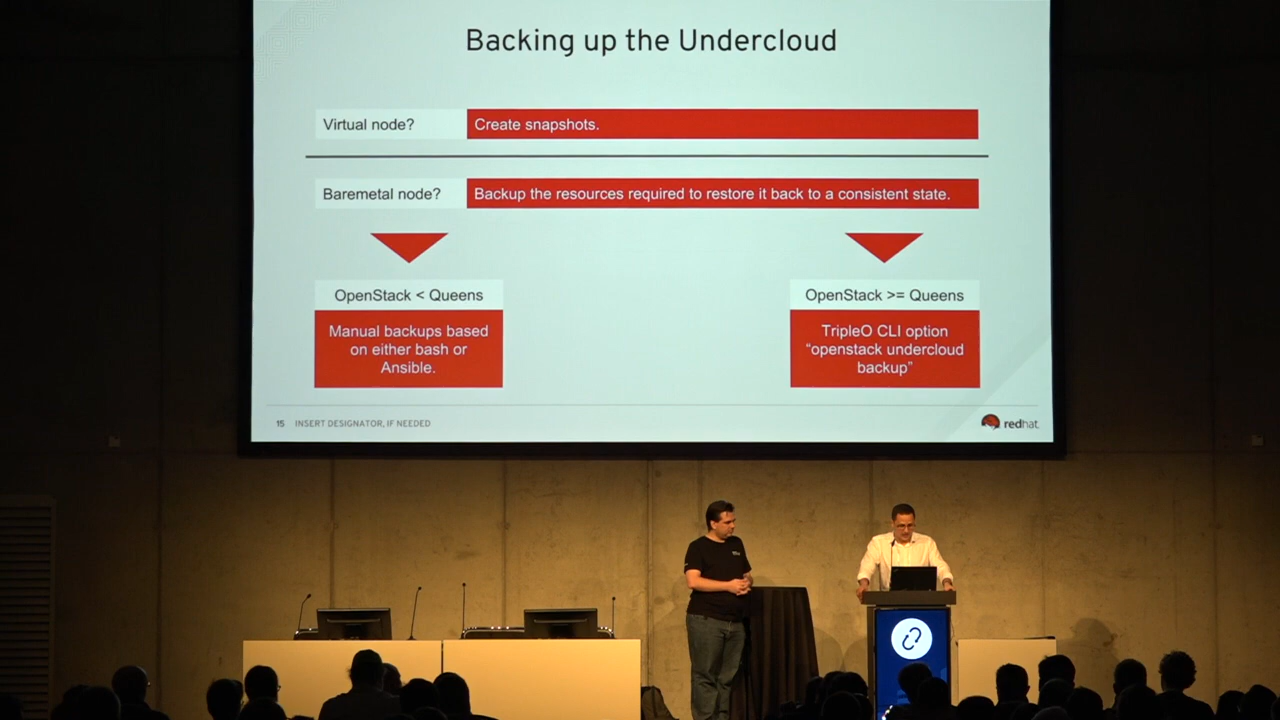 Backing up the Undercloud
Virtual node?
Create snapshots.
Baremetal node?
Backup the resources required to restore it back to a consistent state.
OpenStack < Queens
Manual backups based
on either bash or
Ansible.
OpenStack >= Queens
TripleO CLI option
“openstack undercloud
backup”
15 INSERT DESIGNATOR, IF NEEDED
redhat.